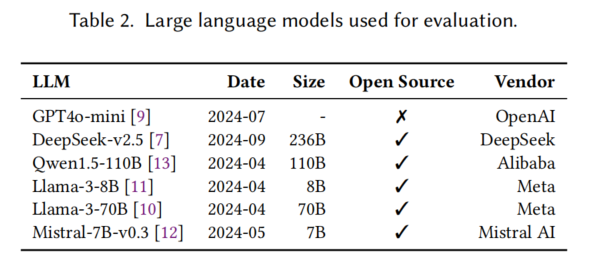 Table 2. Large language models used for evaluation.
LLM Date Size Open Source Vendor
GPT4o-mini [9] 2024-07 - ✗ OpenAI
DeepSeek-v2.5 [7] 2024-09 236B ✓ DeepSeek
Qwen1.5-110B [13] 2024-04 110B ✓ Alibaba
Llama-3-8B [11] 2024-04 8B ✓ Meta
Llama-3-70B [10] 2024-04 70B ✓ Meta
Mistral-7B-v0.3 [12] 2024-05 7B ✓ Mistral AI